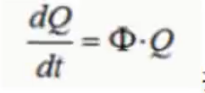 dQ/dt = Φ·Q